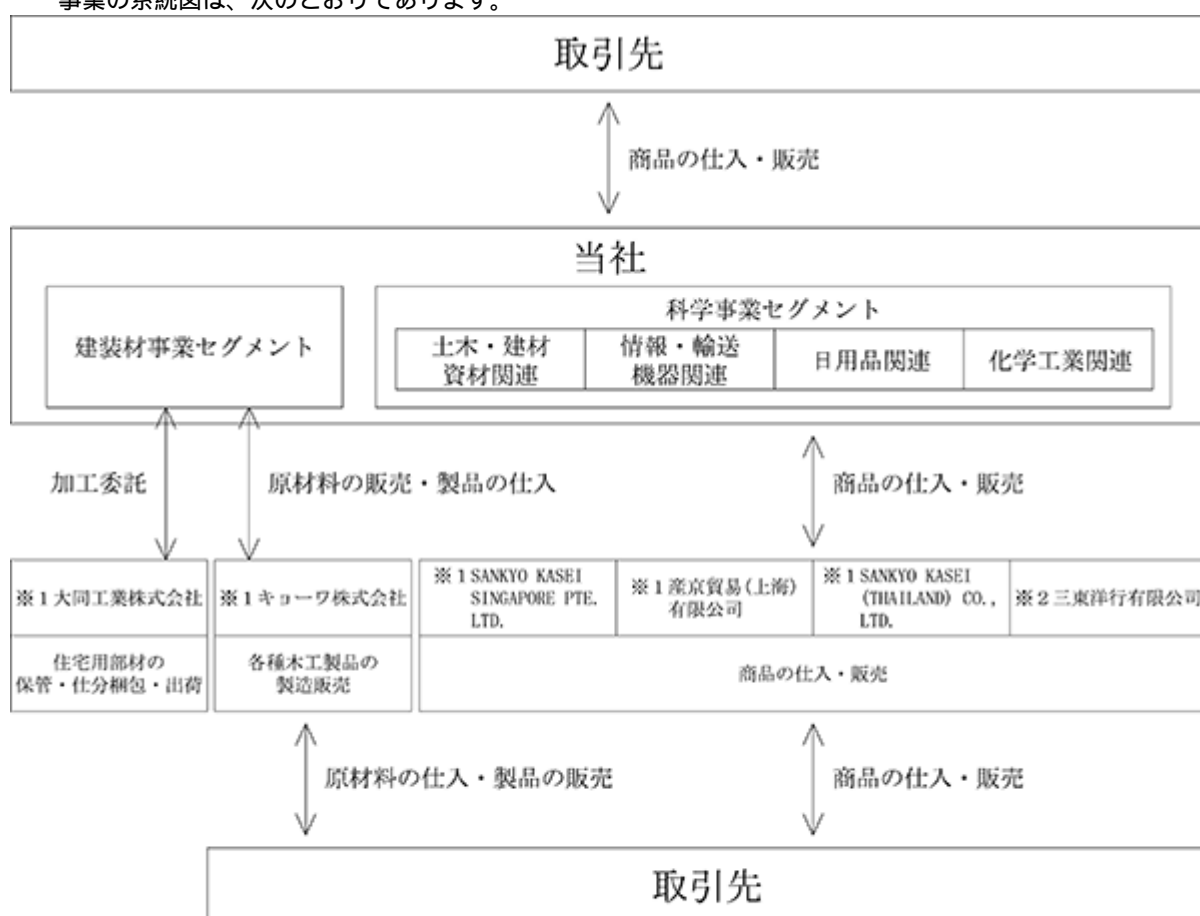 事業の系統図は、次のとおりであります。
取引先
商品の仕入・販売
当社
建装材事業セグメント
科学事業セグメント
土木・建材
資材関連
情報・輸送
機器関連
日用品関連
化学工業関連
加工委託
原材料の販売・製品の仕入
商品の仕入・販売
※1大同工業株式会社
※1キョーワ株式会社
※1 SANKYO KASEI
SINGAPORE PTE.
LTD.
※1産京貿易(上海)
有限公司
※1 SANKYO KASEI
(THAILAND) CO.,
LTD.
※2三東洋行有限公司
住宅用部材の
保管・仕分梱包・出荷
各種木工製品の
製造販売
商品の仕入・販売
原材料の仕入・製品の販売
商品の仕入・販売
取引先